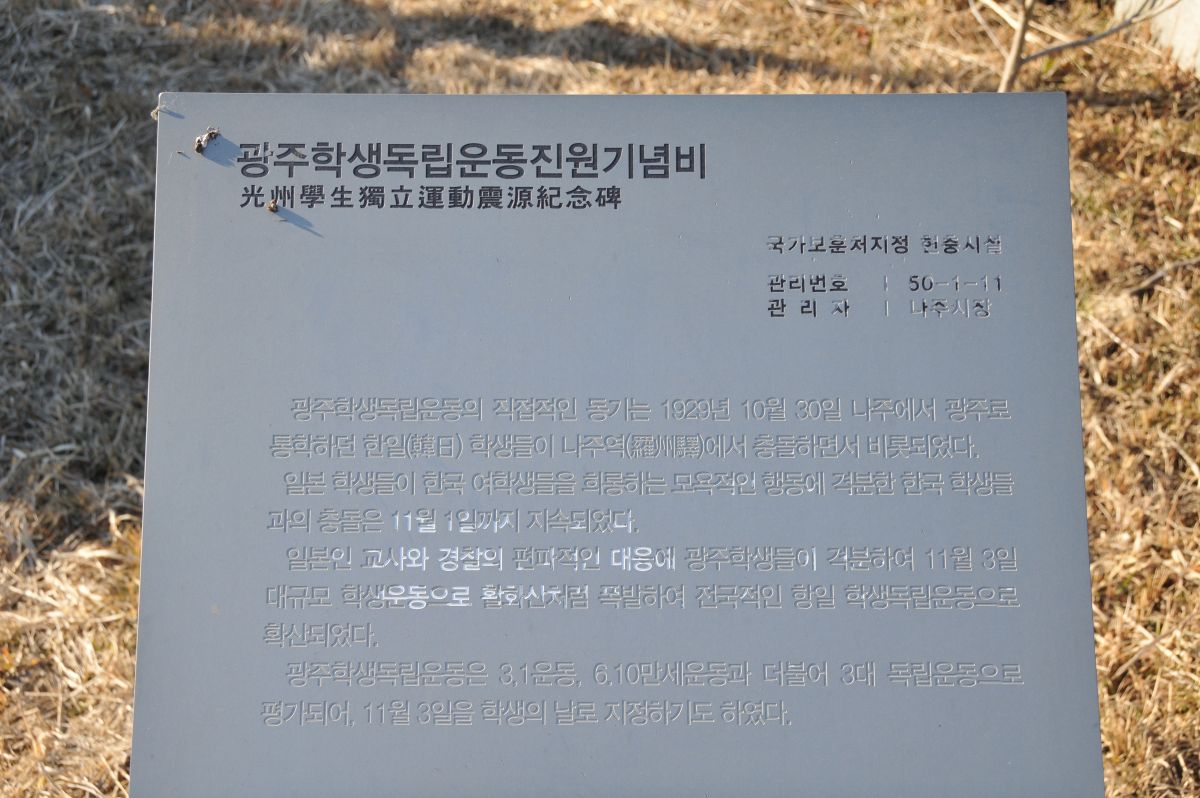 광주학생독립운동진원기념비
光州學生獨立運動震源紀念碑
국가보훈처지정 현충시설
관리번호 | 50-1-11
관 리 자 | 나주시장
광주학생독립운동의 직접적인 동기는 1929년 10월 30일 나주에서 광주로
통학하던 한일(韓日) 학생들이 나주역(羅州驛)에서 충돌하면서 비롯되었다.
일본 학생들이 한국 여학생들을 희롱하는 모욕적인 행동에 격분한 한국 학생들
과의 충돌은 11월 1일까지 지속되었다.
일본인 교사와 경찰의 편파적인 대응에 광주학생들이 격분하여 11월 3일
대규모 학생운동으로 활화산처럼 폭발하여 전국적인 항일 학생독립운동으로
확산되었다.
광주학생독립운동은 3.1운동, 6.10만세운동과 더불어 3대 독립운동으로
평가되어, 11월 3일을 학생의 날로 지정하기도 하였다.